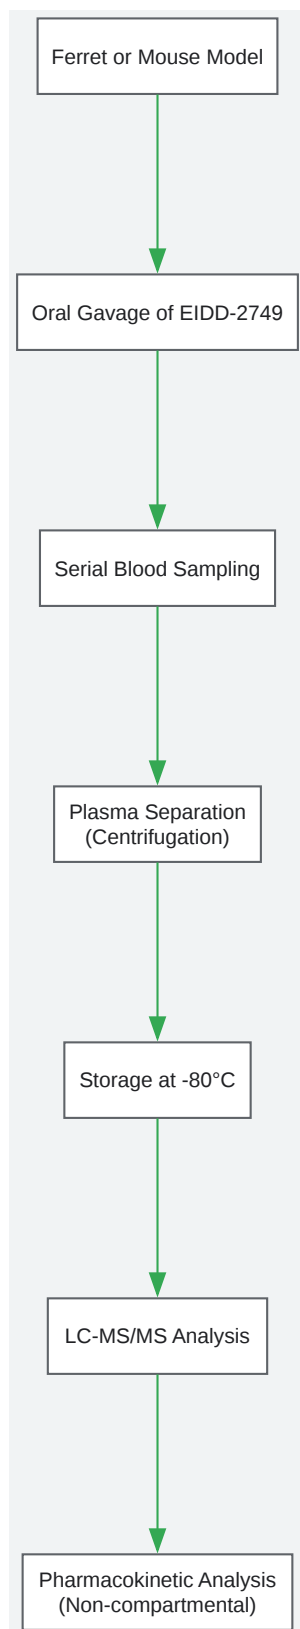 Ferret or Mouse Model
Oral Gavage of EIDD-2749
Serial Blood Sampling
Plasma Separation
(Centrifugation)
Storage at -80°C
LC-MS/MS Analysis
Pharmacokinetic Analysis
(Non-compartmental)